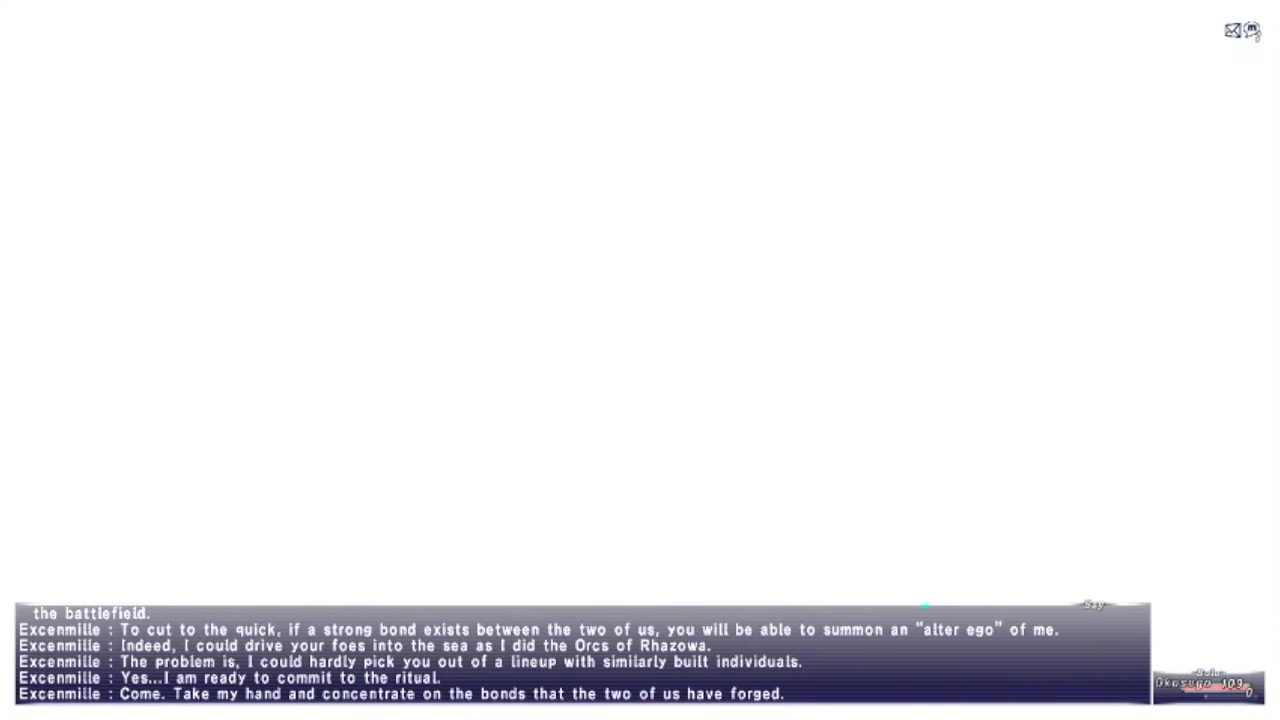 the battlefield.
Say
Excenmille : To cut to the quick, if a strong bond exists between the two of us, you will be able to summon an "alter ego" of me.
Excenmille : Indeed, I could drive your foes into the sea as I did the Orcs of Rhazowa.
Excenmille : The problem is, I could hardly pick you out of a lineup with similarly built individuals.
Excenmille : Yes...I am ready to commit to the ritual.
Excenmille : Come. Take my hand and concentrate on the bonds that the two of us have forged.
Solo
109
0